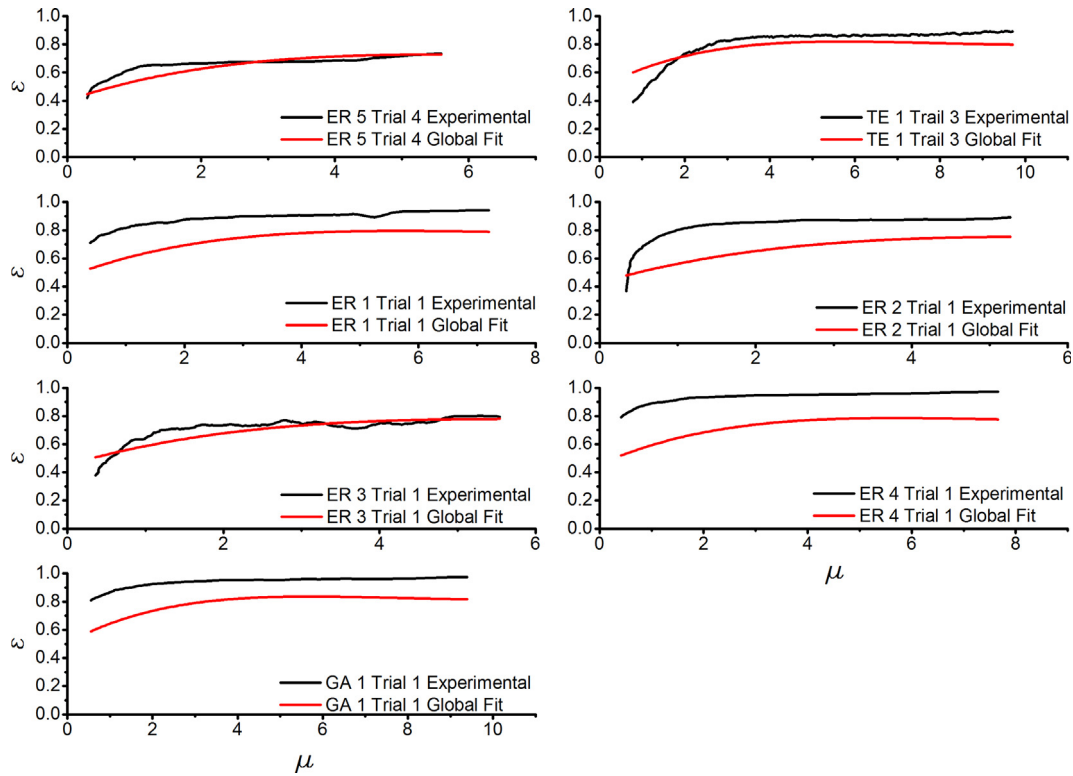 1.0
0.8
0.6
ε
0.4
0.2
0.0
ER 5 Trial 4 Experimental
ER 5 Trial 4 Global Fit
0 2 4 6
1.0
0.8
0.6
0.4
0.2
0.0
TE 1 Trail 3 Experimental
TE 1 Trail 3 Global Fit
0 2 4 6 8 10
1.0
0.8
0.6
ε
0.4
0.2
0.0
ER 1 Trial 1 Experimental
ER 1 Trial 1 Global Fit
0 2 4 6 8
1.0
0.8
0.6
0.4
0.2
0.0
ER 2 Trial 1 Experimental
ER 2 Trial 1 Global Fit
0 2 4 6
1.0
0.8
0.6
ε
0.4
0.2
0.0
ER 3 Trial 1 Experimental
ER 3 Trial 1 Global Fit
0 2 4 6
1.0
0.8
0.6
0.4
0.2
0.0
ER 4 Trial 1 Experimental
ER 4 Trial 1 Global Fit
0 2 4 6 8
μ
1.0
0.8
0.6
ε
0.4
0.2
0.0
GA 1 Trial 1 Experimental
GA 1 Trial 1 Global Fit
0 2 4 6 8 10
μ